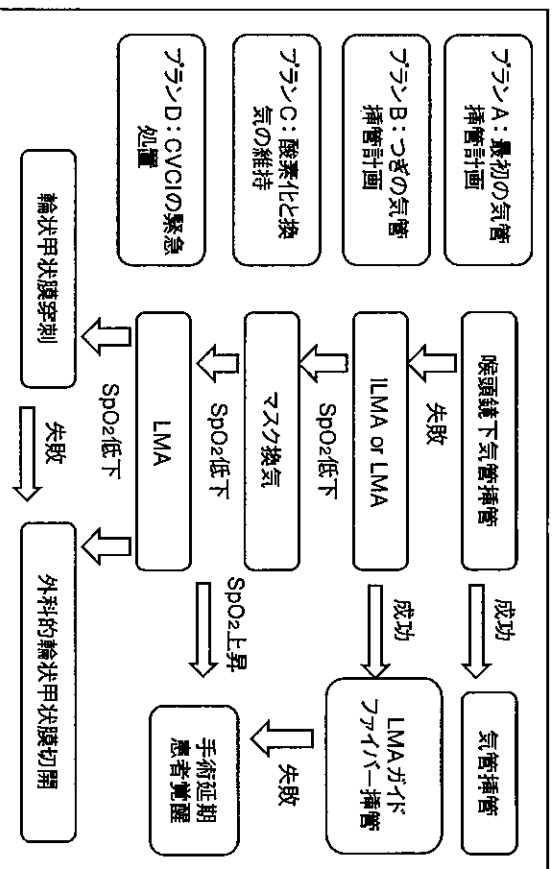 プランA：最初の気管
挿管計画
喉頭鏡下気管挿管
成功
気管挿管
失敗
プランB：つぎの気管
挿管計画
ILMA or LMA
成功
LMAガイド
ファイバー挿管
SpO₂低下
失敗
プランC：酸素化と換
気の維持
マスク換気
SpO₂低下
SpO₂上昇
手術延期
患者覚醒
プランD：CVCIの緊急
処置
LMA
SpO₂低下
輪状甲状膜穿刺
失敗
外科的輪状甲状膜切開